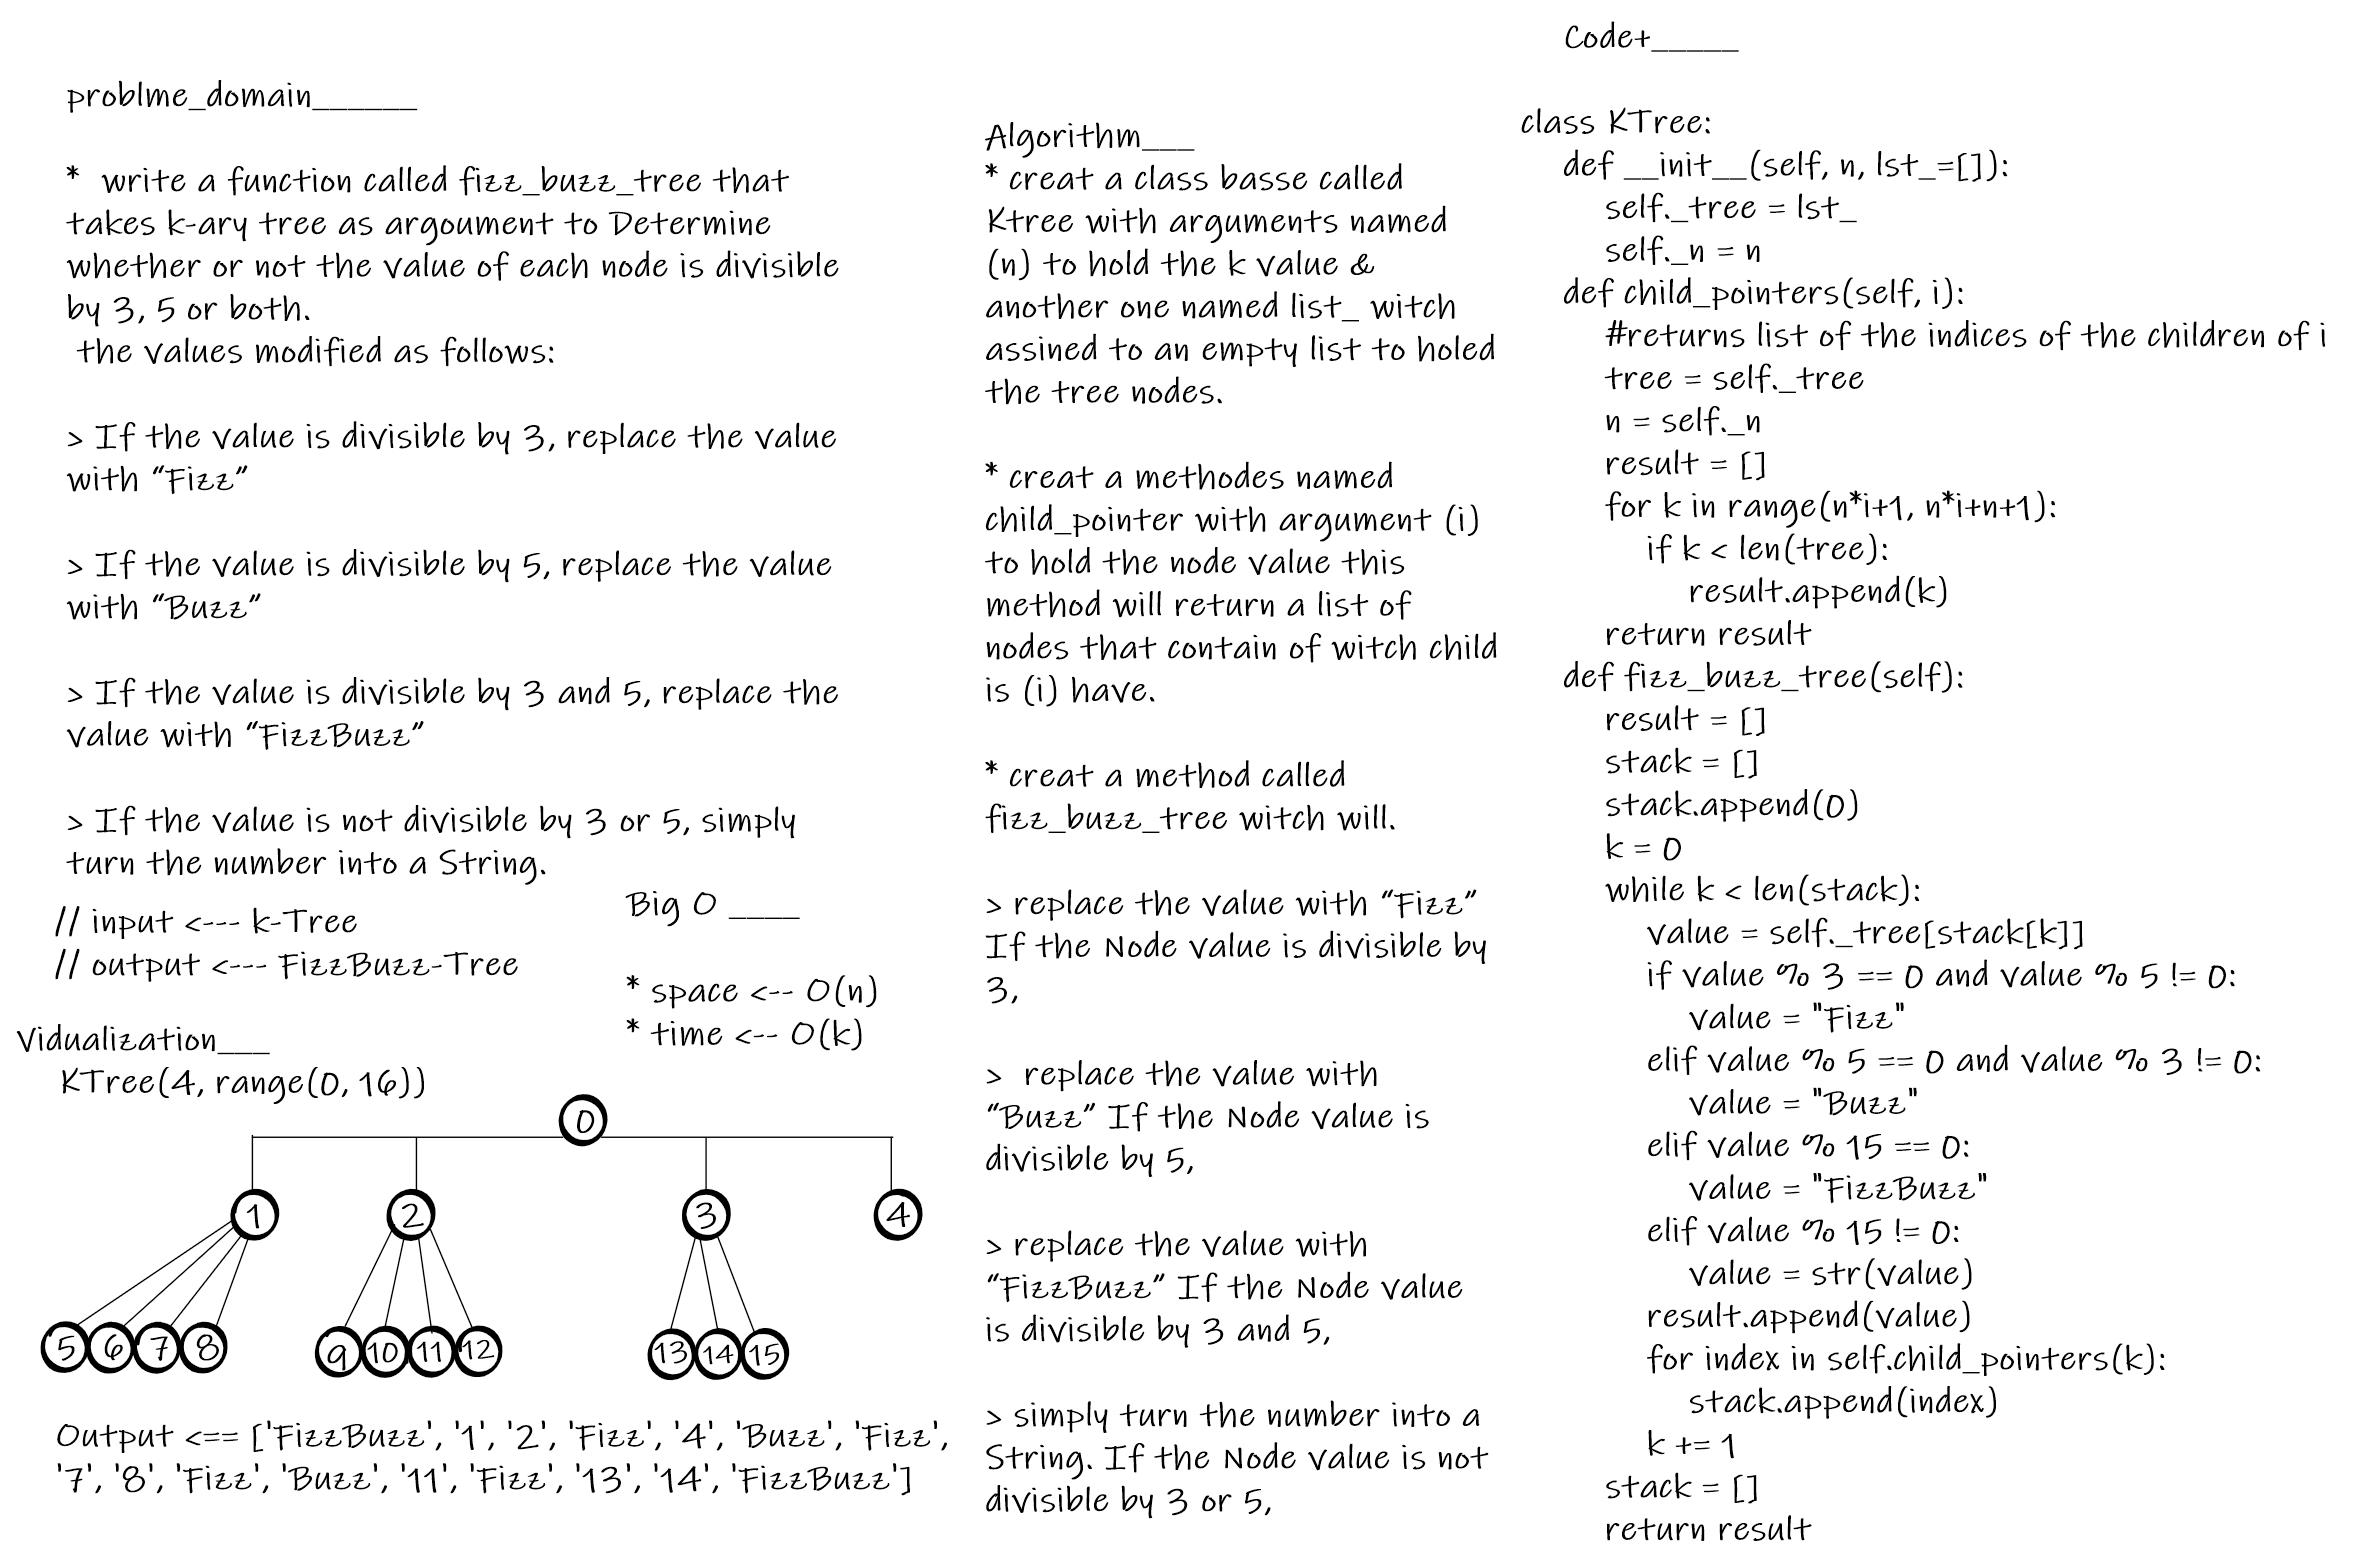 problme_domain______
*  write a function called fizz_buzz_tree that
takes k-ary tree as argoument to Determine
whether or not the value of each node is divisible
by 3, 5 or both.
the values modified as follows:
> If the value is divisible by 3, replace the value
with “Fizz”
> If the value is divisible by 5, replace the value
with “Buzz”
> If the value is divisible by 3 and 5, replace the
value with “FizzBuzz”
> If the value is not divisible by 3 or 5, simply
turn the number into a String.
// input <--- k-Tree
// output <--- FizzBuzz-Tree
Big O ____
* space <-- O(n)
* time <-- O(k)
Vidualization___
KTree(4, range(0, 16))
0
1 2 3 4
5 6 7 8 9 10 11 12 13 14 15
Output <== ['FizzBuzz', '1', '2', 'Fizz', '4', 'Buzz', 'Fizz',
'7', '8', 'Fizz', 'Buzz', '11', 'Fizz', '13', '14', 'FizzBuzz']
Algorithm___
* creat a class basse called
Ktree with arguments named
(n) to hold the k value &
another one named list_ witch
assined to an empty list to holed
the tree nodes.
* creat a methodes named
child_pointer with argument (i)
to hold the node value this
method will return a list of
nodes that contain of witch child
is (i) have.
* creat a method called
fizz_buzz_tree witch will.
> replace the value with “Fizz”
If the Node value is divisible by
3,
>  replace the value with
“Buzz” If the Node value is
divisible by 5,
> replace the value with
“FizzBuzz” If the Node value
is divisible by 3 and 5,
> simply turn the number into a
String. If the Node value is not
divisible by 3 or 5,
Code+_____
class KTree:
def __init__(self, n, lst_=[]):
self._tree = lst_
self._n = n
def child_pointers(self, i):
#returns list of the indices of the children of i
tree = self._tree
n = self._n
result = []
for k in range(n*i+1, n*i+n+1):
if k < len(tree):
result.append(k)
return result
def fizz_buzz_tree(self):
result = []
stack = []
stack.append(0)
k = 0
while k < len(stack):
value = self._tree[stack[k]]
if value % 3 == 0 and value % 5 != 0:
value = "Fizz"
elif value % 5 == 0 and value % 3 != 0:
value = "Buzz"
elif value % 15 == 0:
value = "FizzBuzz"
elif value % 15 != 0:
value = str(value)
result.append(value)
for index in self.child_pointers(k):
stack.append(index)
k += 1
stack = []
return result